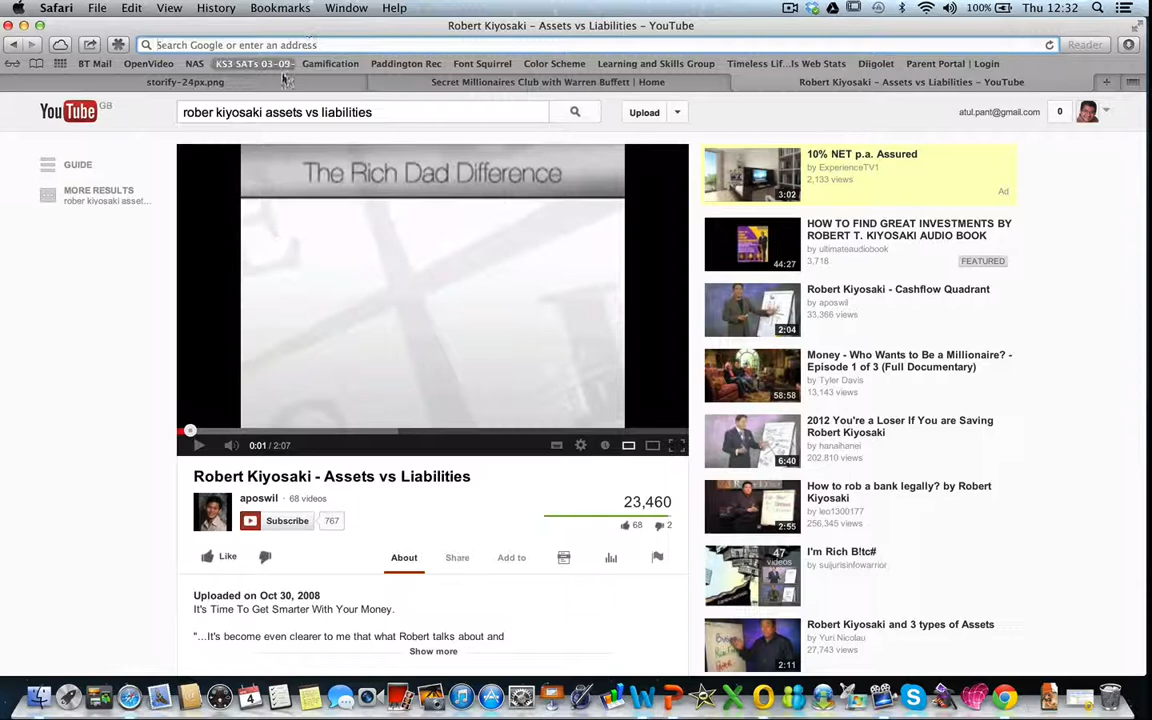 Safari File Edit View History Bookmarks Window Help 100% Thu 12:32
Robert Kiyosaki – Assets vs Liabilities – YouTube
Search Google or enter an address Reader
BT Mail OpenVideo NAS KS3 SATs 03-09- Gamification Paddington Rec Font Squirrel Color Scheme Learning and Skills Group Timeless Lif...ls Web Stats Diigolet Parent Portal | Login
storify-24px.png Secret Millionaires Club with Warren Buffett | Home Robert Kiyosaki – Assets vs Liabilities – YouTube
YouTube GB rober kiyosaki assets vs liabilities Upload atul.pant@gmail.com 0
GUIDE
MORE RESULTS
rober kiyosaki asset...
The Rich Dad Difference
0:01 / 2:07
Robert Kiyosaki - Assets vs Liabilities
aposwil · 68 videos
Subscribe 767
23,460
68 2
Like About Share Add to
Uploaded on Oct 30, 2008
It's Time To Get Smarter With Your Money.
"...It's become even clearer to me that what Robert talks about and
Show more
10% NET p.a. Assured
by ExperienceTV1
2,133 views
Ad
3:02
HOW TO FIND GREAT INVESTMENTS BY
ROBERT T. KIYOSAKI AUDIO BOOK
by ultimateaudiobook
3,718 FEATURED
44:27
Robert Kiyosaki - Cashflow Quadrant
by aposwil
33,366 views
2:04
Money - Who Wants to Be a Millionaire? -
Episode 1 of 3 (Full Documentary)
by Tyler Davis
13,143 views
58:58
2012 You're a Loser If You are Saving
Robert Kiyosaki
by hanaihanei
202,810 views
6:40
How to rob a bank legally? by Robert
Kiyosaki
by leo1300177
256,345 views
2:55
I'm Rich B!tc#
by suijurisinfowarrior
47
videos
Robert Kiyosaki and 3 types of Assets
by Yuri Nicolau
27,743 views
2:11